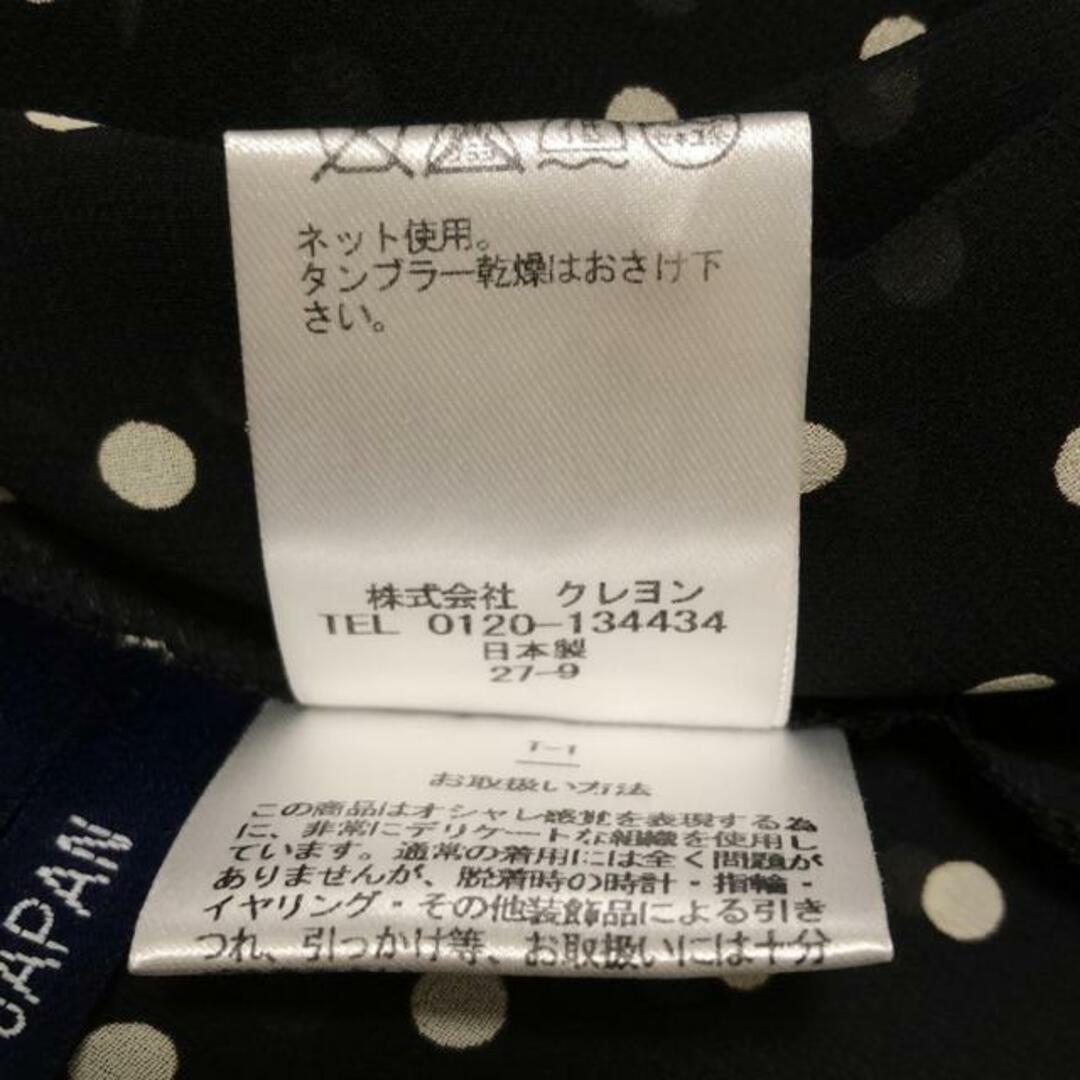 ネット使用。
タンブラー乾燥はおさけ下
さい。
株式会社 クレヨン
TEL 0120-134434
日本製
27-9
T-1
お取扱い方法
この商品はオシャレ感覚を表現する為
に、非常にデリケートな組織を使用し
ています。通常の着用には全く問題が
ありませんが、脱着時の時計・指輪・
イヤリング・その他装飾品による引き
つれ、引っかけ等、お取扱いには十分
JAPAN